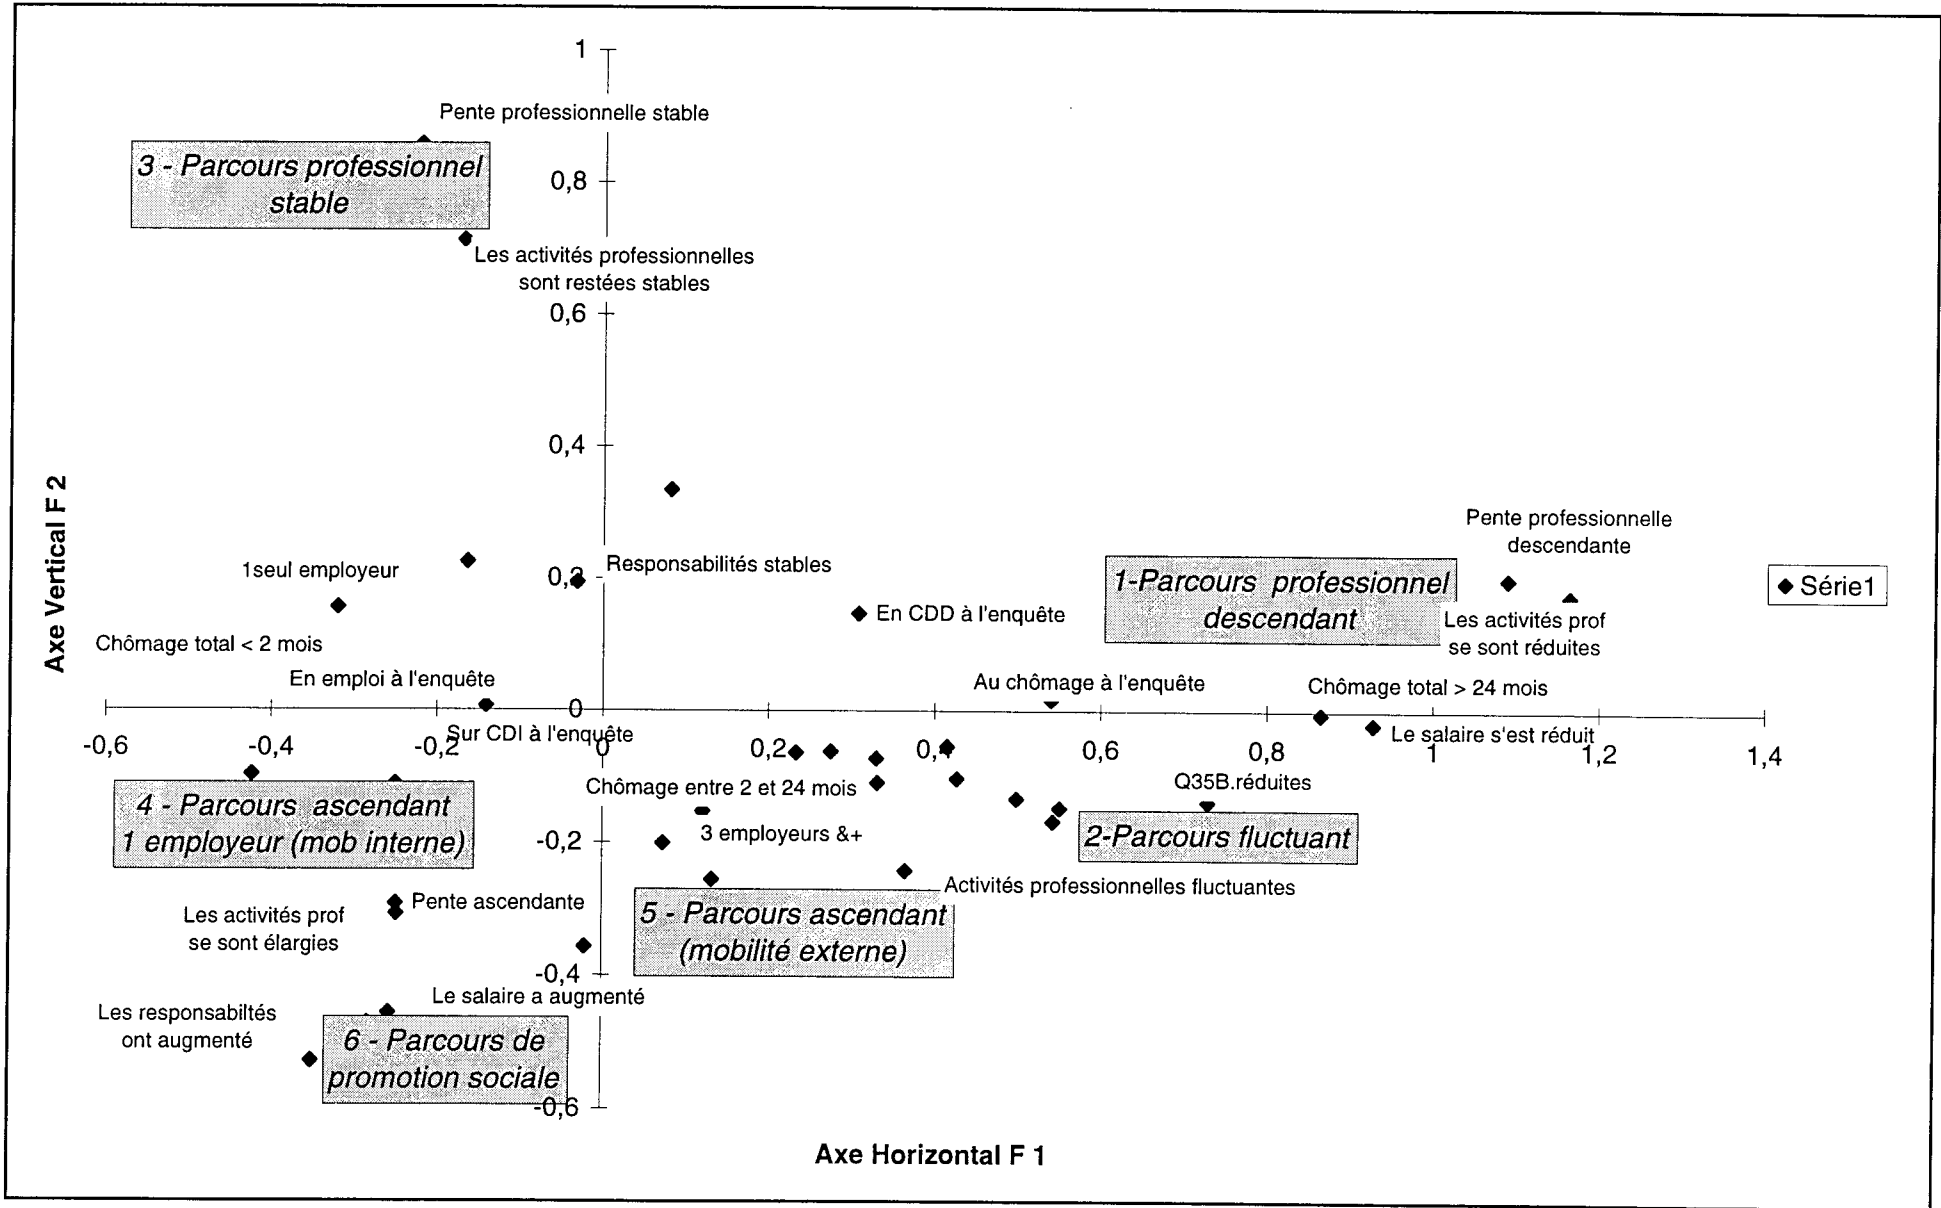 1
Pente professionnelle stable
3 - Parcours professionnel
stable
0,8
Les activités professionnelles
sont restées stables
0,6
0,4
Axe Vertical F 2
Pente professionnelle
descendante
1seul employeur
0,2
Responsabilités stables
1-Parcours professionnel
descendant
Série1
En CDD à l'enquête
Les activités prof
se sont réduites
Chômage total < 2 mois
En emploi à l'enquête
Au chômage à l'enquête
Chômage total > 24 mois
0
Sur CDI à l'enquête
Le salaire s'est réduit
-0,6 -0,4 -0,2 0 0,2 0,4 0,6 0,8 1 1,2 1,4
Q35B.réduites
Chômage entre 2 et 24 mois
4 - Parcours ascendant
1 employeur (mob interne)
-0,2
3 employeurs &+
2-Parcours fluctuant
Activités professionnelles fluctuantes
Pente ascendante
Les activités prof
se sont élargies
5 - Parcours ascendant
(mobilité externe)
-0,4
Le salaire a augmenté
Les responsabiltés
ont augmenté
6 - Parcours de
promotion sociale
-0,6
Axe Horizontal F 1